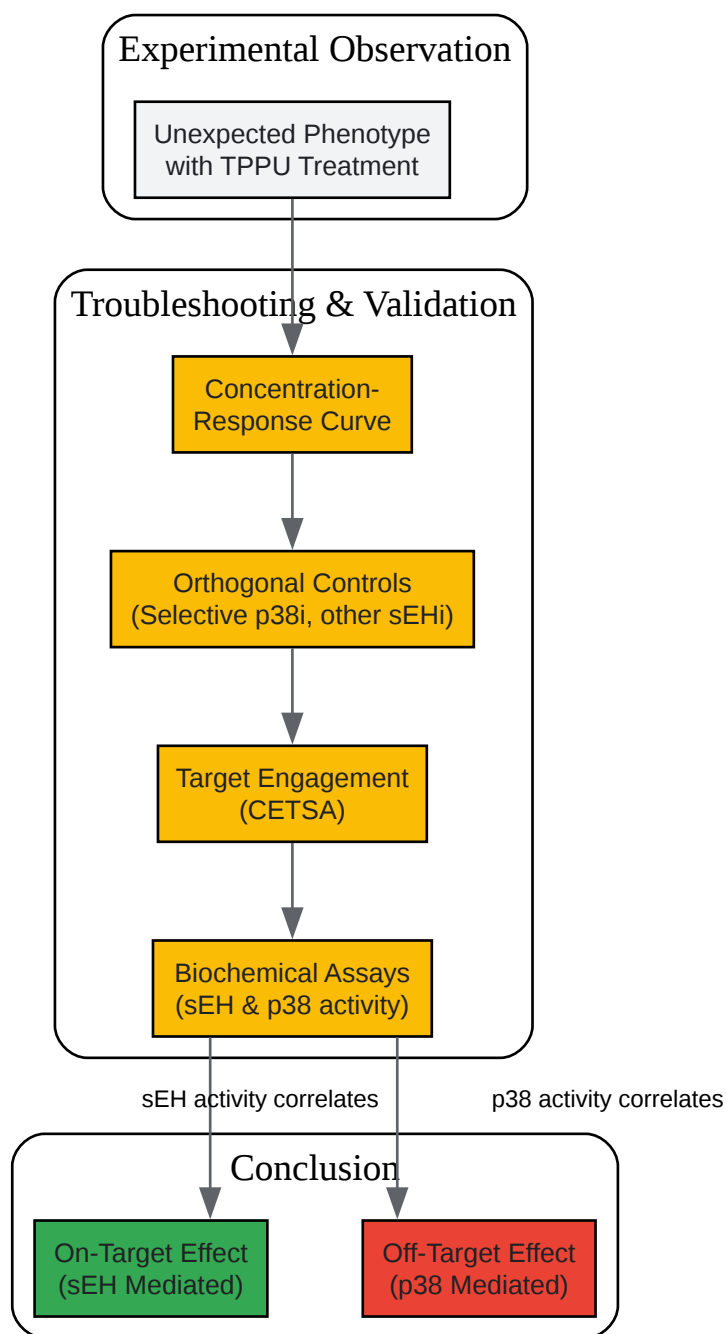 Experimental Observation
Unexpected Phenotype
with TPPU Treatment
Troubleshooting & Validation
Concentration-
Response Curve
Orthogonal Controls
(Selective p38i, other sEHi)
Target Engagement
(CETSA)
Biochemical Assays
(sEH & p38 activity)
sEH activity correlates
p38 activity correlates
Conclusion
On-Target Effect
(sEH Mediated)
Off-Target Effect
(p38 Mediated)